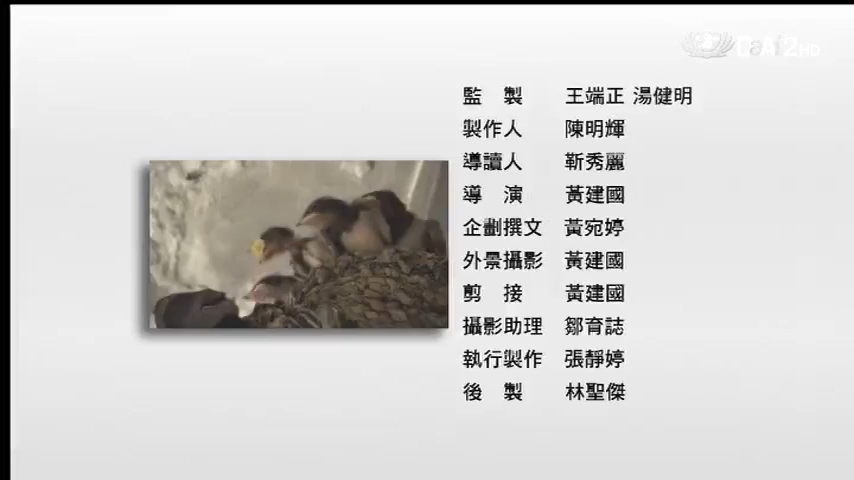 監 製 王端正 湯健明
製作人 陳明輝
導讀人 靳秀麗
導 演 黃建國
企劃撰文 黃宛婷
外景攝影 黃建國
剪 接 黃建國
攝影助理 鄒育誌
執行製作 張靜婷
後 製 林聖傑